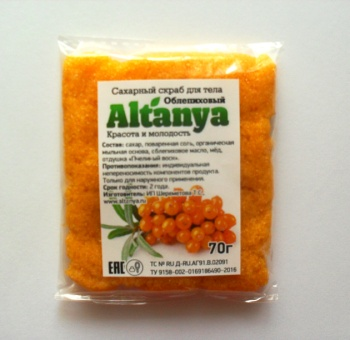 Сахарный скраб для тела
Облепиховый
Altanya
Красота и молодость
Состав: сахар, поваренная соль, органическая
мыльная основа, облепиховое масло, мёд,
отдушка «Пчелиный воск».
Противопоказание: индивидуальная
непереносимость компонентов продукта.
Только для наружного применения.
Срок годности: 2 года.
Изготовитель: ИП Шереметова Г.С.
www.altanya.ru
70г
EAC
ТС № RU Д-RU.АГ91.В.02091
ТУ 9158-002-0169186490-2016